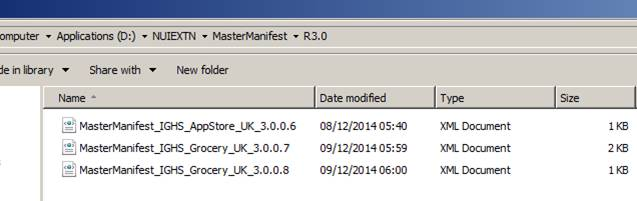 omputer ▾ Applications (D:) ▾ NUIEXTN ▾ MasterManifest ▾ R3.0
de in library ▾ Share with ▾ New folder
Name Date modified Type Size
MasterManifest_IGHS_AppStore_UK_3.0.0.6 08/12/2014 05:40 XML Document 1 KB
MasterManifest_IGHS_Grocery_UK_3.0.0.7 09/12/2014 05:59 XML Document 2 KB
MasterManifest_IGHS_Grocery_UK_3.0.0.8 09/12/2014 06:00 XML Document 1 KB